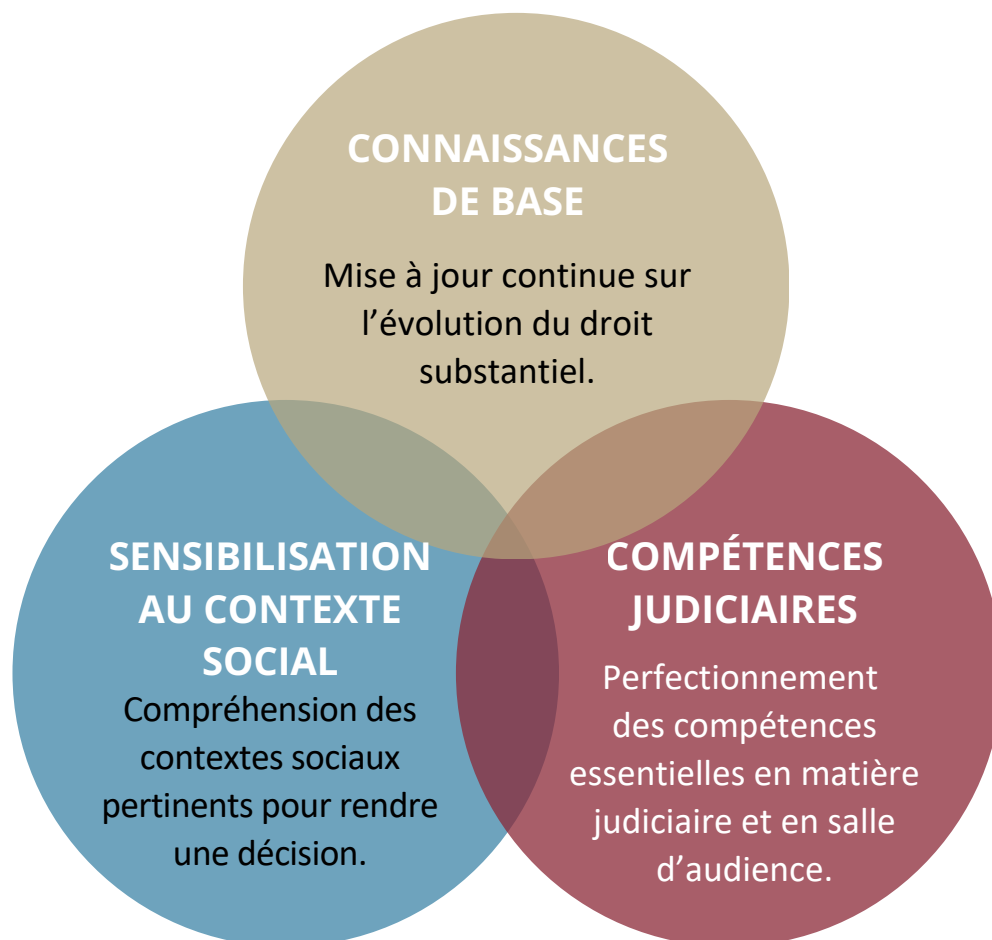 CONNAISSANCES
DE BASE
Mise à jour continue sur
l’évolution du droit
substantiel.
SENSIBILISATION
AU CONTEXTE
SOCIAL
Compréhension des
contextes sociaux
pertinents pour rendre
une décision.
COMPÉTENCES
JUDICIAIRES
Perfectionnement
des compétences
essentielles en matière
judiciaire et en salle
d’audience.